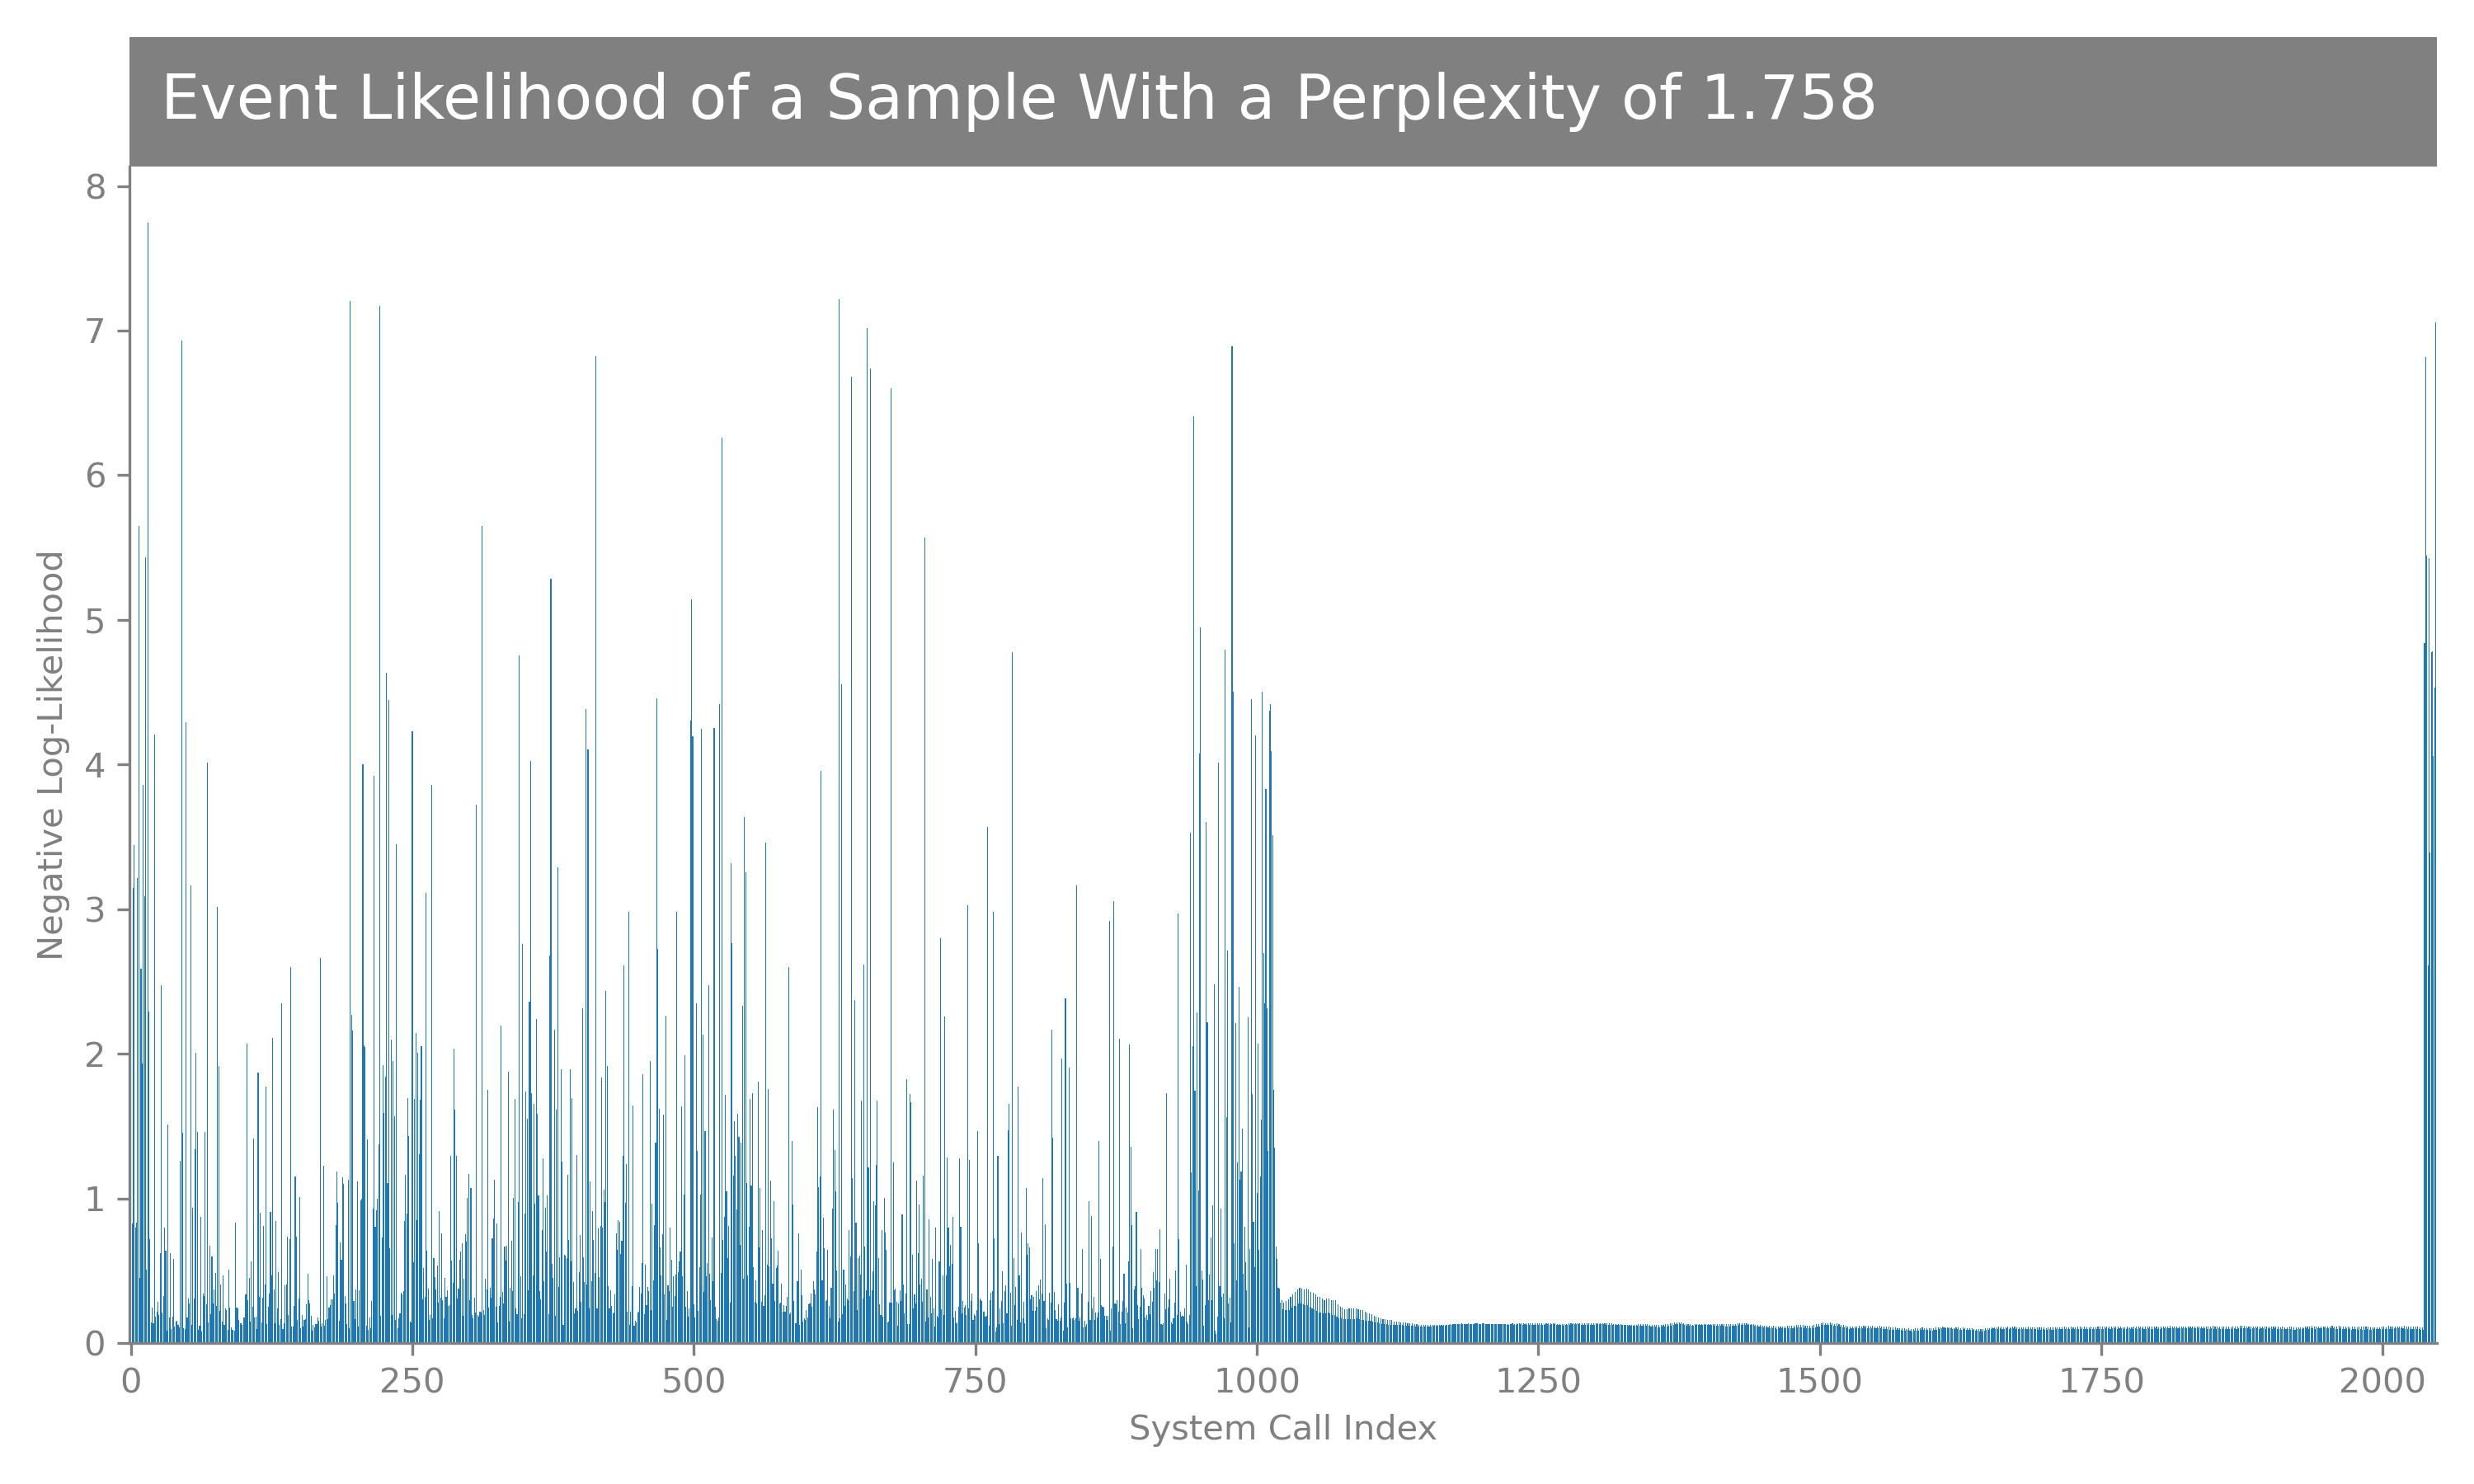 Event Likelihood of a Sample With a Perplexity of 1.758
8
7
6
5
4
3
2
1
0
Negative Log-Likelihood
0 250 500 750 1000 1250 1500 1750 2000
System Call Index